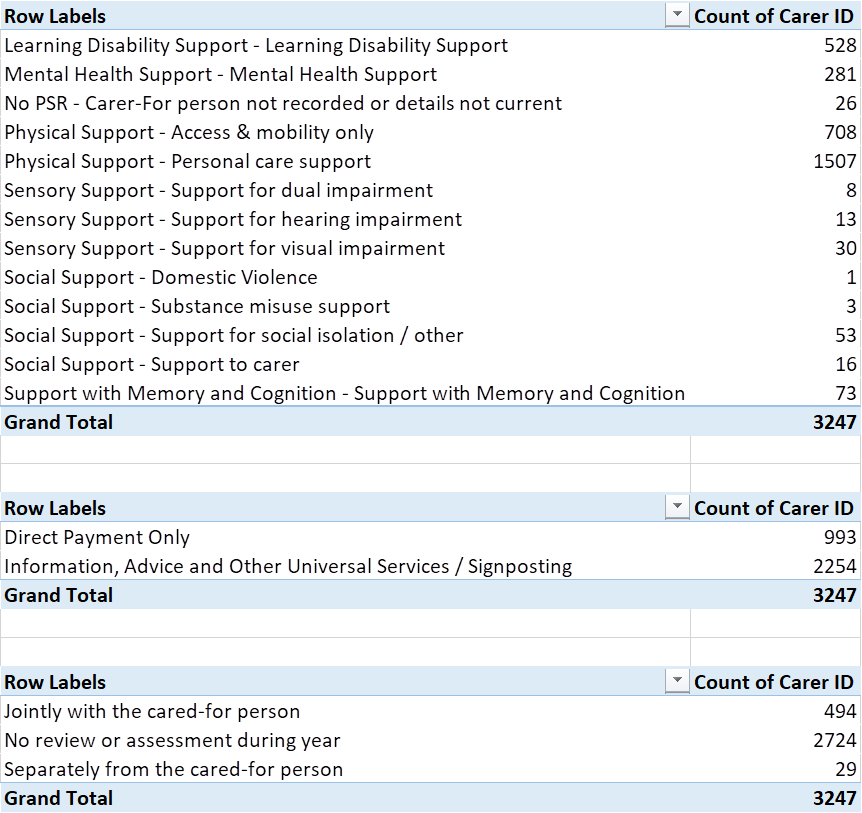 Row Labels Count of Carer ID
Learning Disability Support - Learning Disability Support 528
Mental Health Support - Mental Health Support 281
No PSR - Carer-For person not recorded or details not current 26
Physical Support - Access & mobility only 708
Physical Support - Personal care support 1507
Sensory Support - Support for dual impairment 8
Sensory Support - Support for hearing impairment 13
Sensory Support - Support for visual impairment 30
Social Support - Domestic Violence 1
Social Support - Substance misuse support 3
Social Support - Support for social isolation / other 53
Social Support - Support to carer 16
Support with Memory and Cognition - Support with Memory and Cognition 73
Grand Total 3247
Row Labels Count of Carer ID
Direct Payment Only 993
Information, Advice and Other Universal Services / Signposting 2254
Grand Total 3247
Row Labels Count of Carer ID
Jointly with the cared-for person 494
No review or assessment during year 2724
Separately from the cared-for person 29
Grand Total 3247